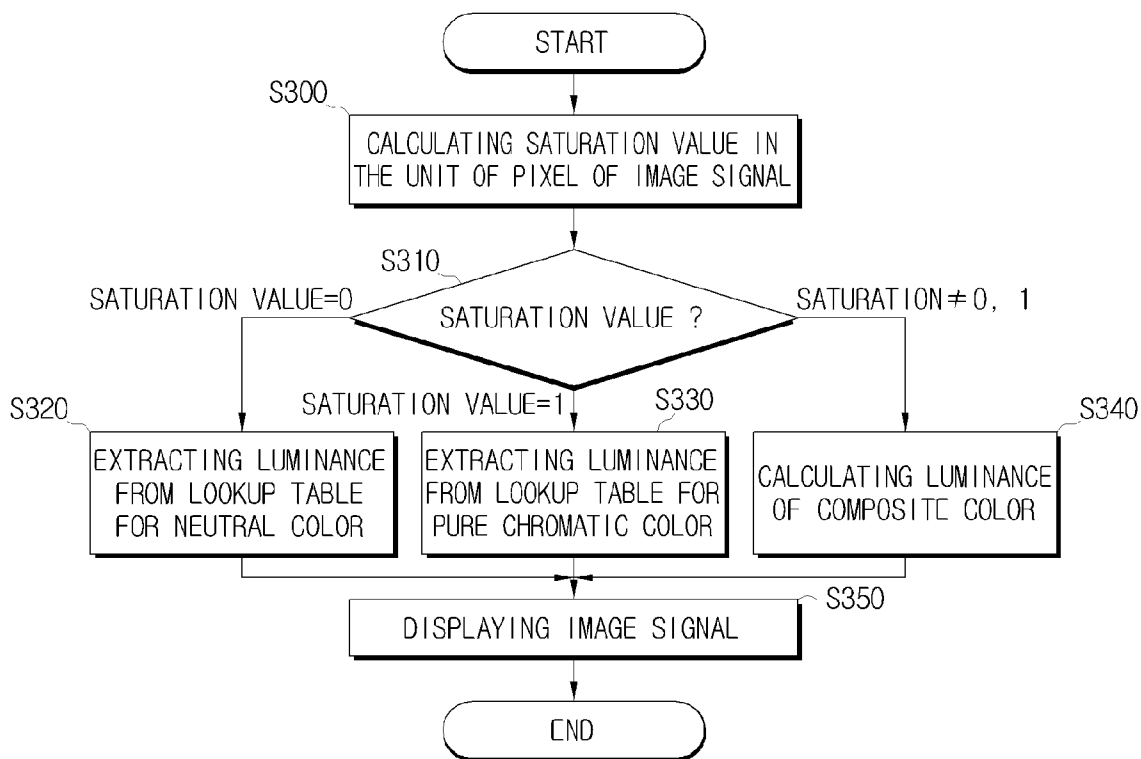 START
S300
CALCULATING SATURATION VALUE IN
THE UNIT OF PIXEL OF IMAGE SIGNAL
S310
SATURATION VALUE=0
SATURATION VALUE ?
SATURATION≠0, 1
S320
SATURATION VALUE=1
S330
S340
EXTRACTING LUMINANCE
FROM LOOKUP TABLE
FOR NEUTRAL COLOR
EXTRACTING LUMINANCE
FROM LOOKUP TABLE FOR
PURE CHROMATIC COLOR
CALCULATING LUMINANCE
OF COMPOSITE COLOR
S350
DISPLAYING IMAGE SIGNAL
END